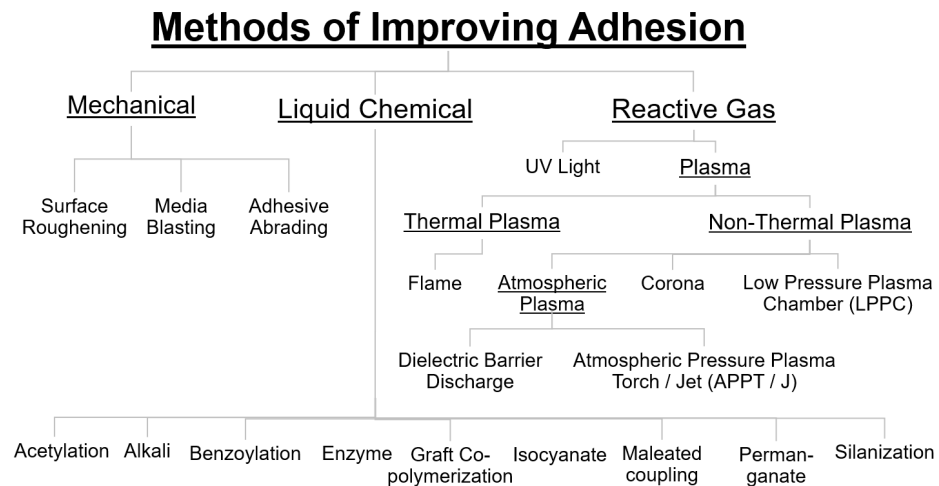 Methods of Improving Adhesion
Mechanical
Liquid Chemical
Reactive Gas
UV Light
Plasma
Surface
Roughening
Media
Blasting
Adhesive
Abrading
Thermal Plasma
Non-Thermal Plasma
Flame
Atmospheric
Plasma
Corona
Low Pressure Plasma
Chamber (LPPC)
Dielectric Barrier
Discharge
Atmospheric Pressure Plasma
Torch / Jet (APPT / J)
Acetylation
Alkali
Benzoylation
Enzyme
Graft Co-
polymerization
Isocyanate
Maleated
coupling
Perman-
ganate
Silanization